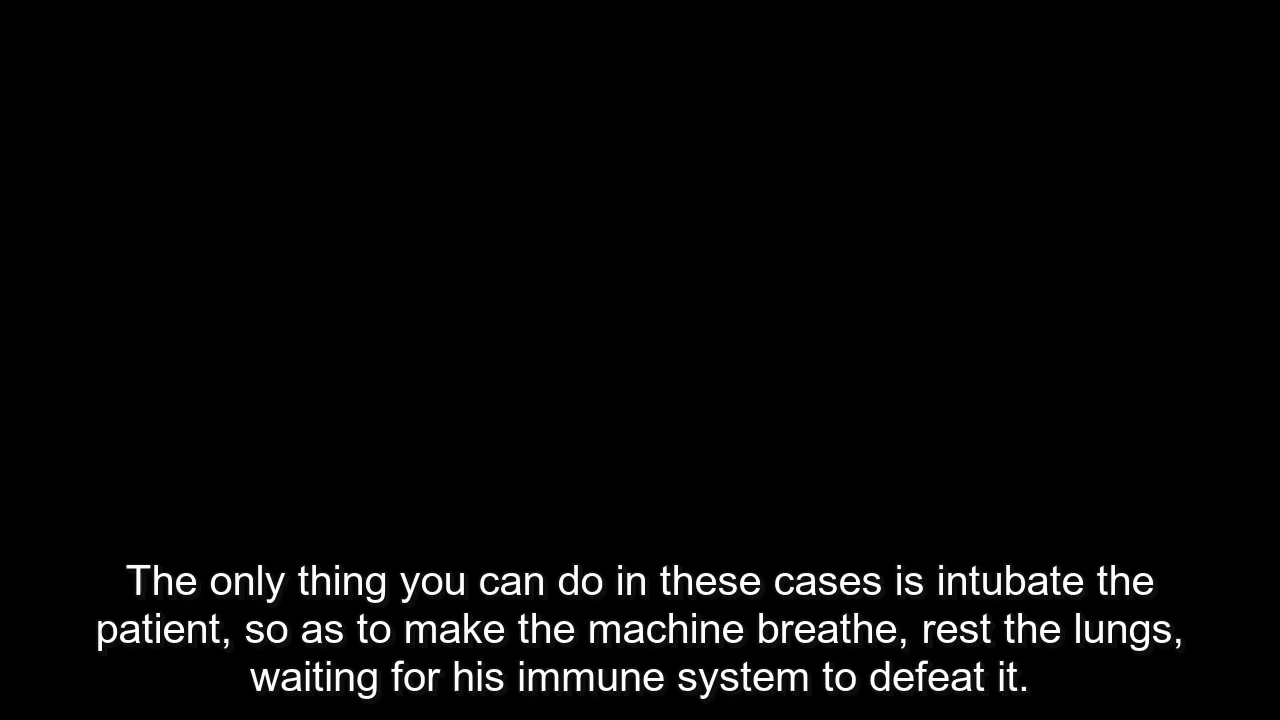 The only thing you can do in these cases is intubate the
patient, so as to make the machine breathe, rest the lungs,
waiting for his immune system to defeat it.